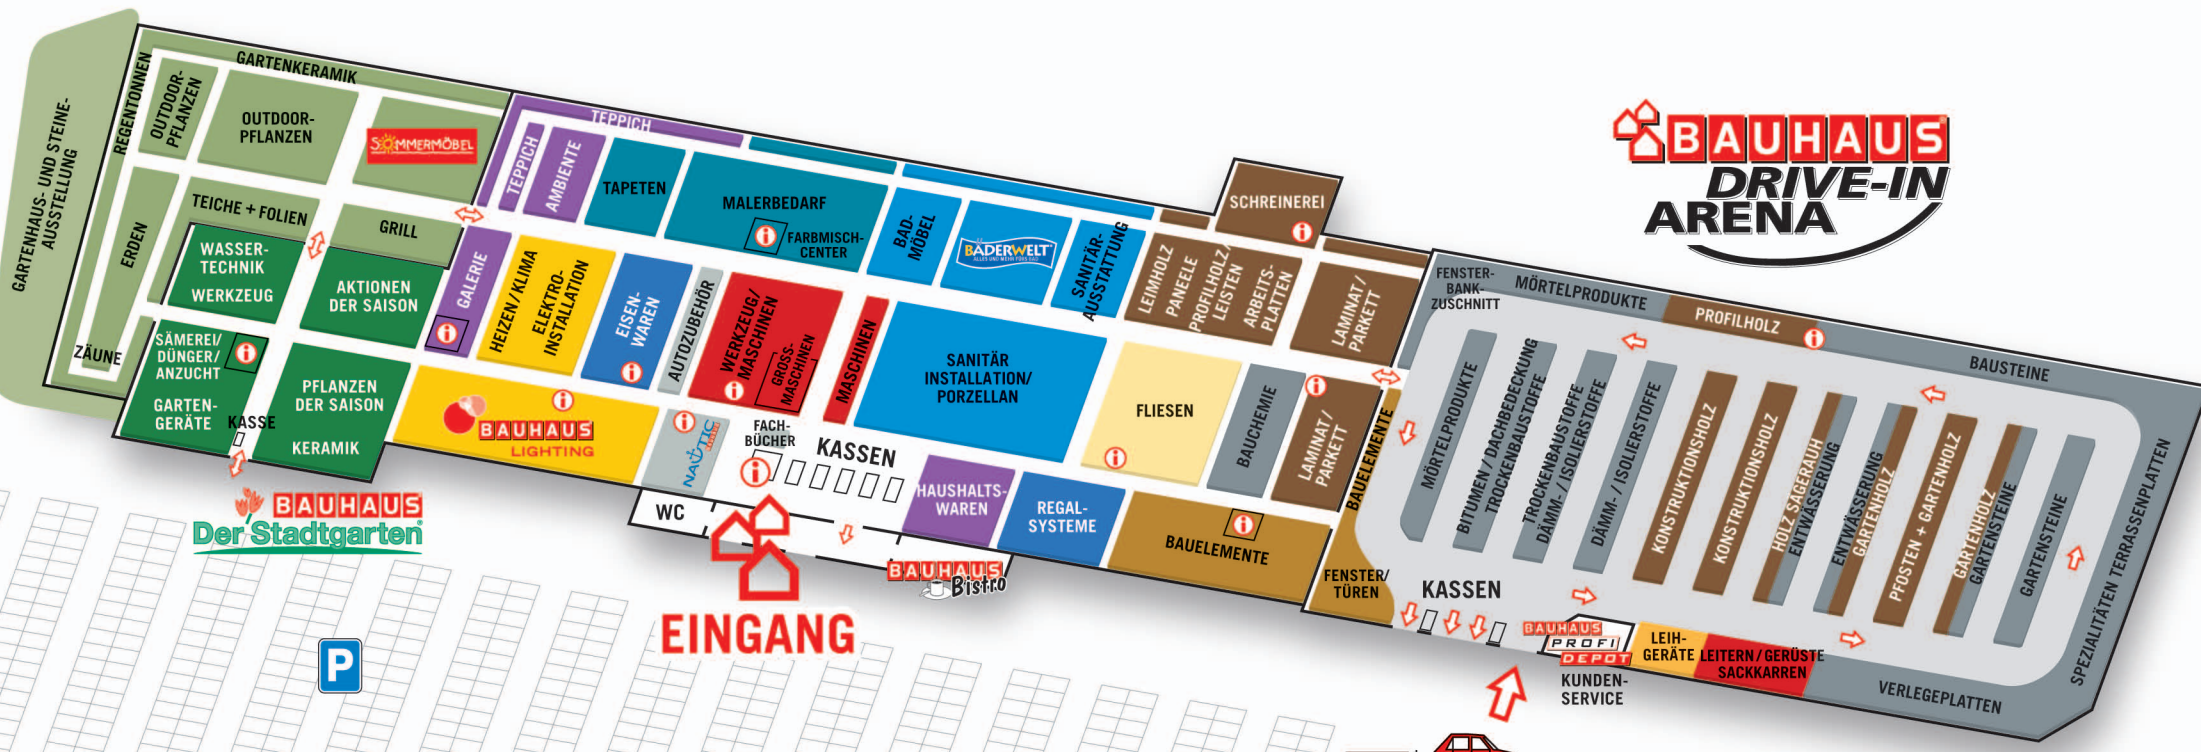 GARTENHAUS- UND STEINE-
AUSSTELLUNG
REGENTONNEN
GARTENKERAMIK
OUTDOOR-
PFLANZEN
OUTDOOR-
PFLANZEN
SOMMERMÖBEL
ERDEN
TEICHE + FOLIEN
GRILL
WASSER-
TECHNIK
WERKZEUG
AKTIONEN
DER SAISON
ZÄUNE
SÄMEREI/
DÜNGER/
ANZUCHT
i
GARTEN-
GERÄTE
KASSE
PFLANZEN
DER SAISON
KERAMIK
BAUHAUS
Der Stadtgarten
TEPPICH
TEPPICH
AMBIENTE
TAPETEN
MALERBEDARF
i
FARBMISCH-
CENTER
BAD-
MÖBEL
BÄDERWELT
SANITÄR-
AUSSTATTUNG
SCHREINEREI
i
LEIMHOLZ
PANEELE
PROFILHOLZ/
LEISTEN
ARBEITS-
PLATTEN
LAMINAT/
PARKETT
GALERIE
i
HEIZEN/KLIMA
ELEKTRO-
INSTALLATION
EISEN-
WAREN
i
AUTOZUBEHÖR
WERKZEUG/
MASCHINEN
i
GROSS-
MASCHINEN
MASCHINEN
SANITÄR
INSTALLATION/
PORZELLAN
FLIESEN
i
BAUCHEMIE
i
LAMINAT/
PARKETT
BAUELEMENTE
i
BAUHAUS
LIGHTING
i
NAUTIC
FACH-
BÜCHER
i
KASSEN
WC
HAUSHALTS-
WAREN
REGAL-
SYSTEME
i
BAUELEMENTE
FENSTER/
TÜREN
BAUHAUS
Bistro
EINGANG
P
BAUHAUS
DRIVE-IN
ARENA
FENSTER-
BANK-
ZUSCHNITT
MÖRTELPRODUKTE
PROFILHOLZ
i
BAUSTEINE
MÖRTELPRODUKTE
BITUMEN / DACHBEDECKUNG
TROCKENBAUSTOFFE
TROCKENBAUSTOFFE
DÄMM- / ISOLIERSTOFFE
DÄMM- / ISOLIERSTOFFE
KONSTRUKTIONSHOLZ
KONSTRUKTIONSHOLZ
HOLZ SÄGERAUH
ENTWÄSSERUNG
ENTWÄSSERUNG
GARTENHOLZ
PFOSTEN + GARTENHOLZ
GARTENHOLZ
GARTENSTEINE
GARTENSTEINE
SPEZIALITÄTEN TERRASSENPLATTEN
KASSEN
BAUHAUS
PROFI
DEPOT
KUNDEN-
SERVICE
LEIH-
GERÄTE
LEITERN/GERÜSTE
SACKKARREN
VERLEGEPLATTEN